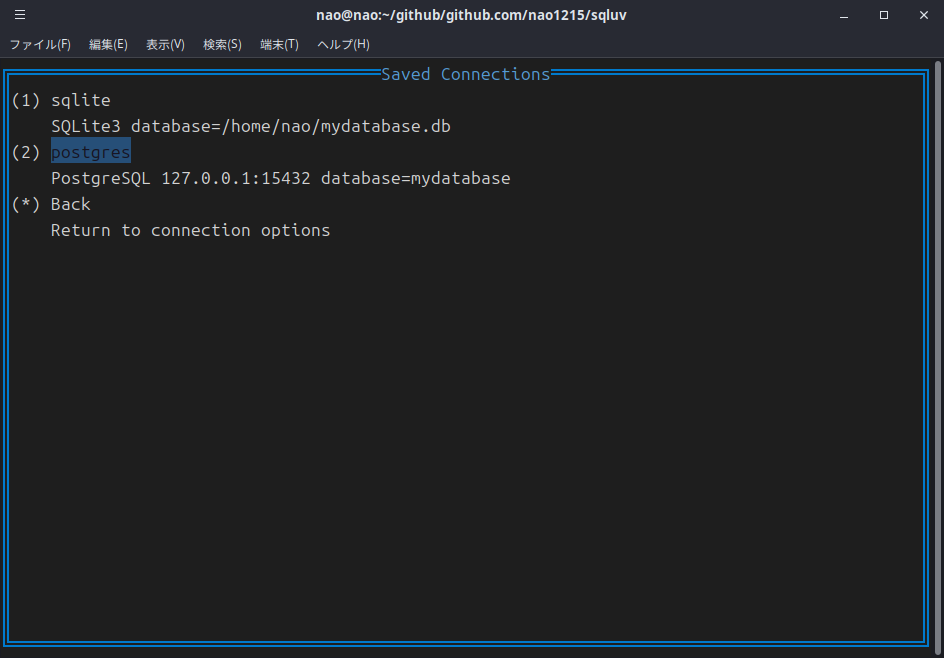 nao@nao:~/github/github.com/nao1215/sqluv
ファイル(F) 編集(E) 表示(V) 検索(S) 端末(T) ヘルプ(H)
Saved Connections
(1) sqlite
SQLite3 database=/home/nao/mydatabase.db
(2) postgres
PostgreSQL 127.0.0.1:15432 database=mydatabase
(*) Back
Return to connection options